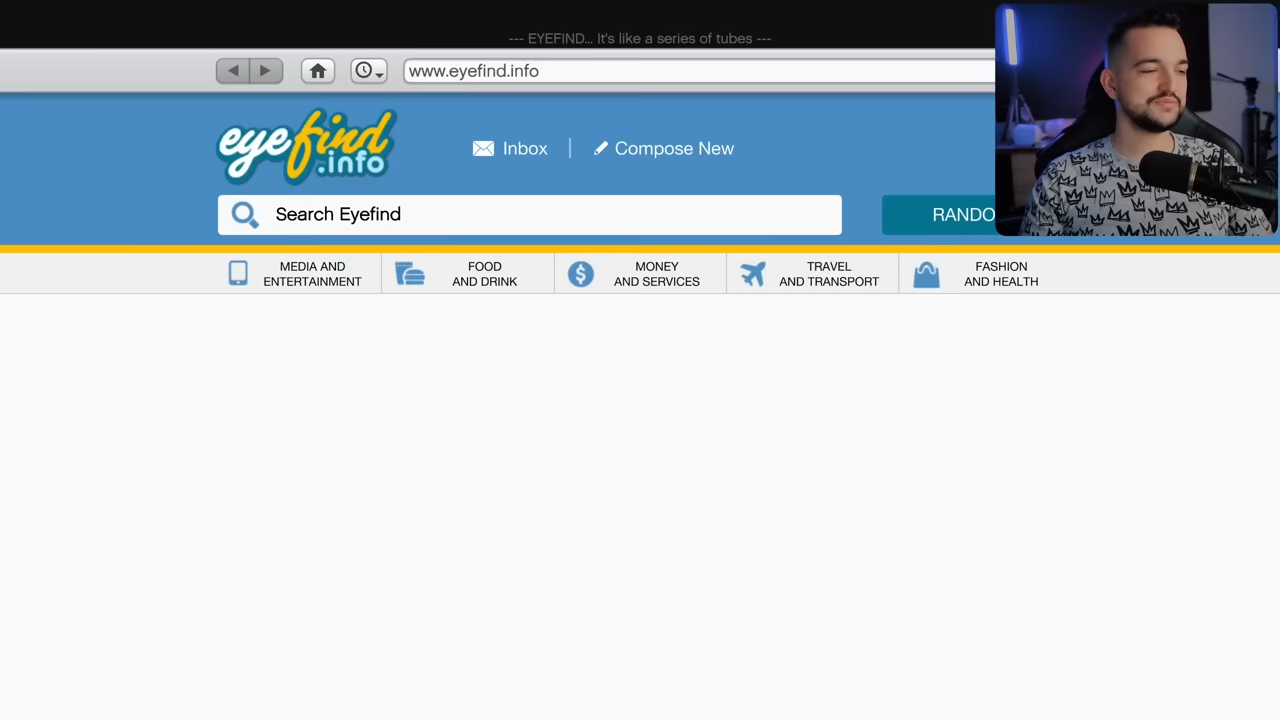 --- EYEFIND... It's like a series of tubes ---
www.eyefind.info
eyefind
.info
Inbox
Compose New
Search Eyefind
RANDO
MEDIA AND
ENTERTAINMENT
FOOD
AND DRINK
MONEY
AND SERVICES
TRAVEL
AND TRANSPORT
FASHION
AND HEALTH